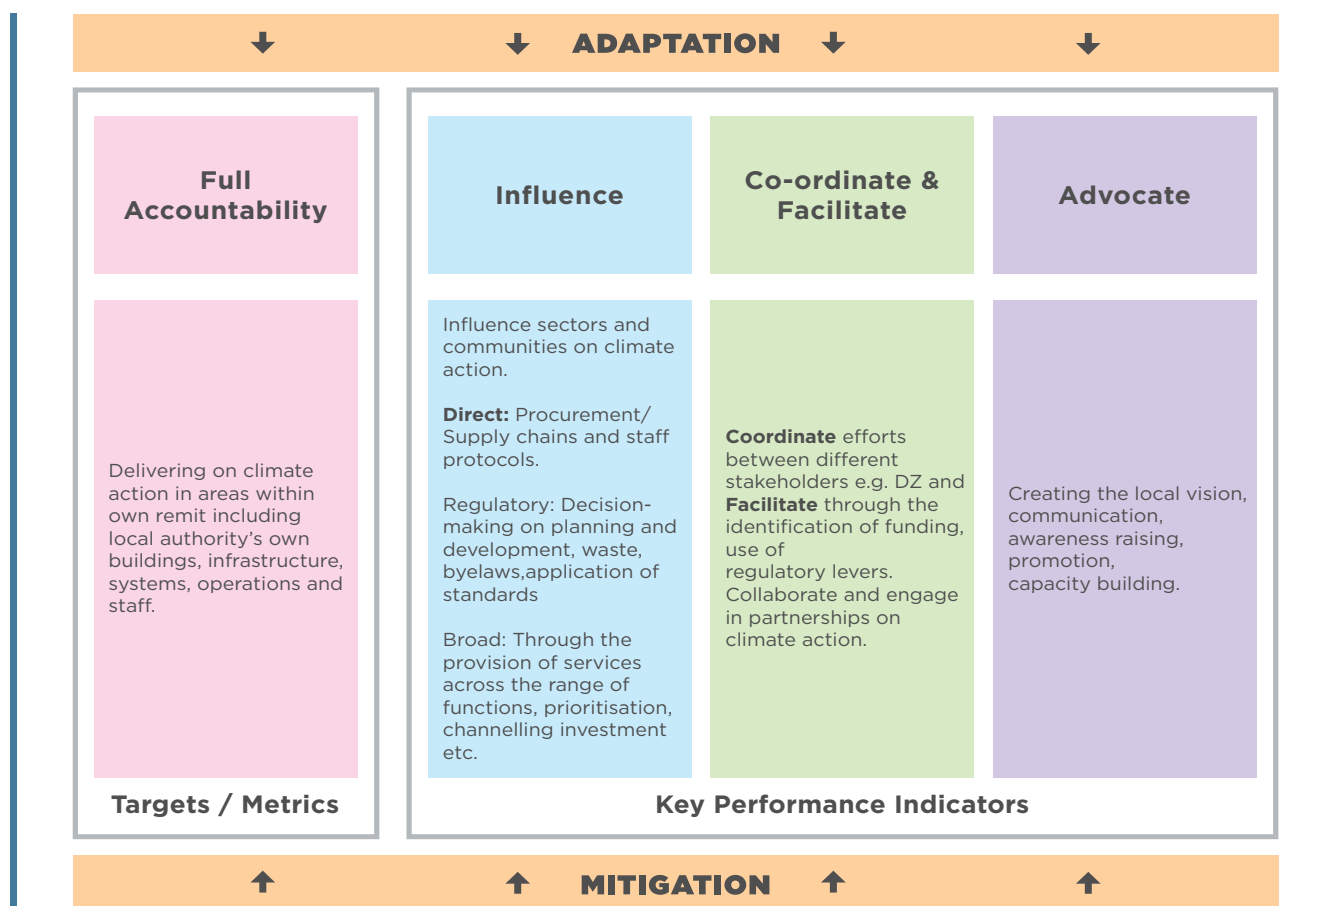 ADAPTATION
Full
Accountability
Delivering on climate
action in areas within
own remit including
local authority’s own
buildings, infrastructure,
systems, operations and
staff.
Targets / Metrics
Influence
Influence sectors and
communities on climate
action.
Direct: Procurement/
Supply chains and staff
protocols.
Regulatory: Decision-
making on planning and
development, waste,
byelaws,application of
standards
Broad: Through the
provision of services
across the range of
functions, prioritisation,
channelling investment
etc.
Co-ordinate &
Facilitate
Coordinate efforts
between different
stakeholders e.g. DZ and
Facilitate through the
identification of funding,
use of
regulatory levers.
Collaborate and engage
in partnerships on
climate action.
Advocate
Creating the local vision,
communication,
awareness raising,
promotion,
capacity building.
Key Performance Indicators
MITIGATION